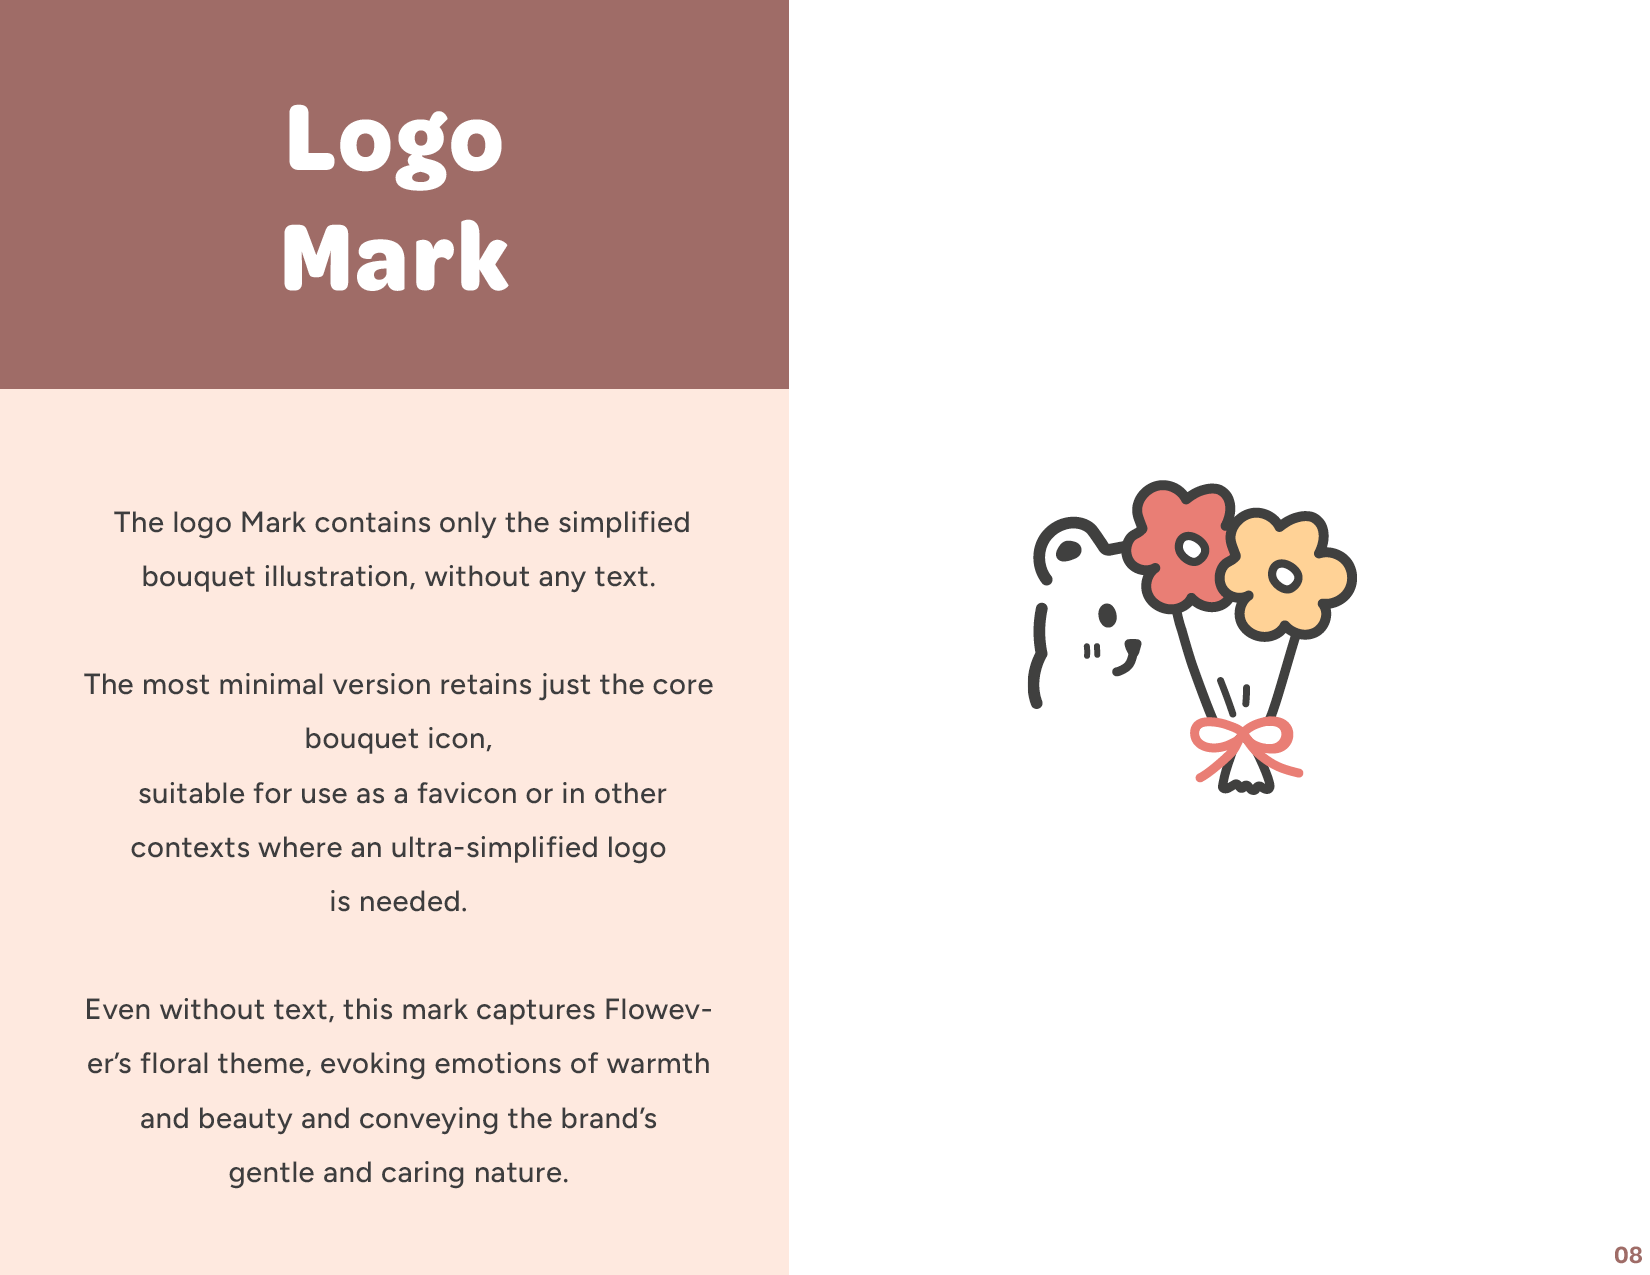 Logo
Mark
The logo Mark contains only the simplified
bouquet illustration, without any text.
The most minimal version retains just the core
bouquet icon,
suitable for use as a favicon or in other
contexts where an ultra-simplified logo
is needed.
Even without text, this mark captures Flowev-
er’s floral theme, evoking emotions of warmth
and beauty and conveying the brand’s
gentle and caring nature.
08